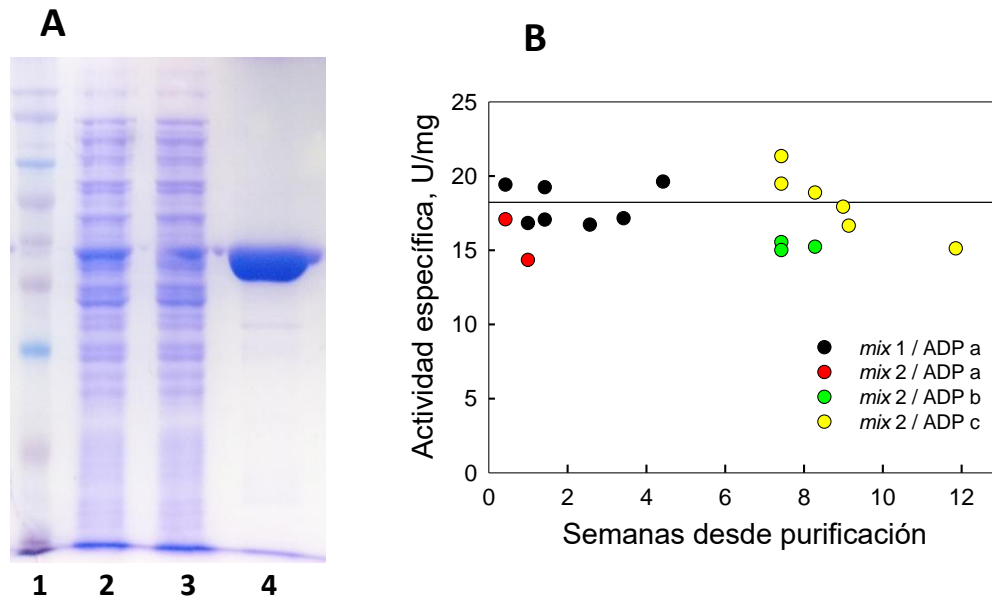 A
1 2 3 4
B
Actividad específica, U/mg
25
20
15
10
5
0
0 2 4 6 8 10 12
Semanas desde purificación
mix 1 / ADP a
mix 2 / ADP a
mix 2 / ADP b
mix 2 / ADP c